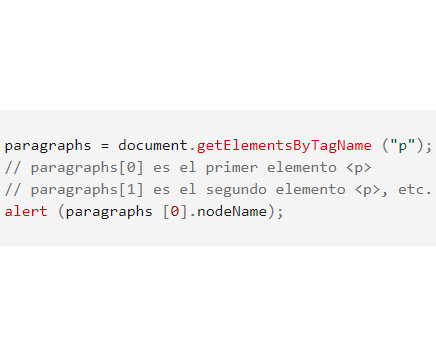 paragraphs = document.getElementsByTagName ("p");
// paragraphs[0] es el primer elemento <p>
// paragraphs[1] es el segundo elemento <p>, etc.
alert (paragraphs [0].nodeName);